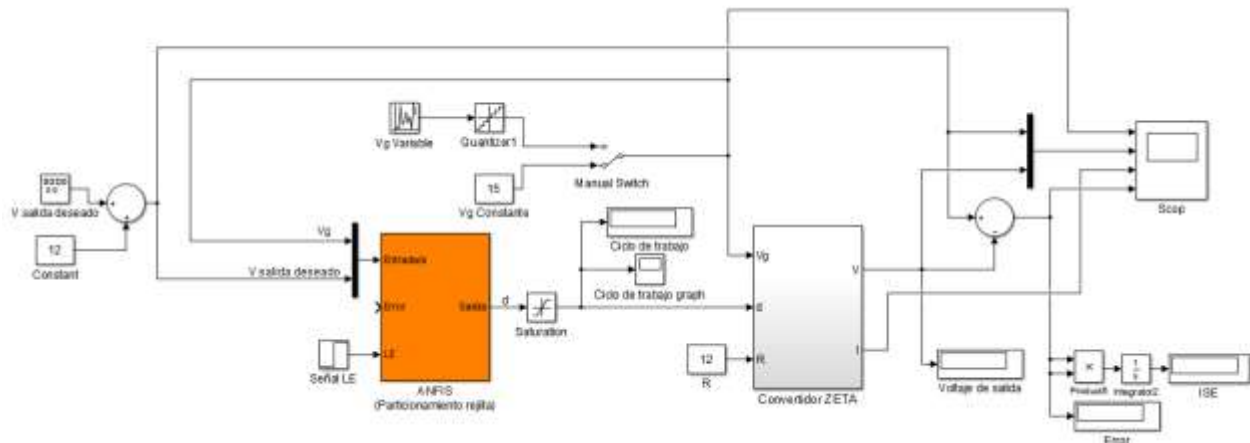 Vg Variable
Quantizer1
15
Vg Constante
Manual Switch
Scop
V salida deseado
12
Constant
Vg
V salida deseado
Entradas
Error
LE
Salida
ANFIS
(Particionamiento rejilla)
Señal LE
d
Saturation
Ciclo de trabajo
Ciclo de trabajo graph
12
R
Vg
d
R
V
I
Convertidor ZETA
Voltaje de salida
Integrator2
ISE
Error